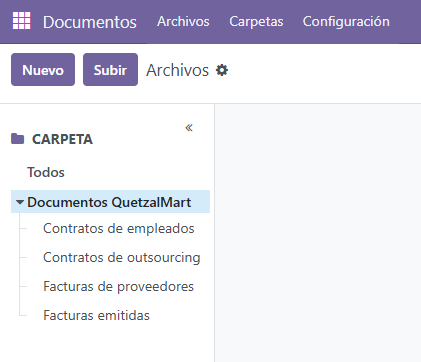 Documentos Archivos Carpetas Configuración
Nuevo Subir Archivos
CARPETA
Todos
Documentos QuetzalMart
Contratos de empleados
Contratos de outsourcing
Facturas de proveedores
Facturas emitidas